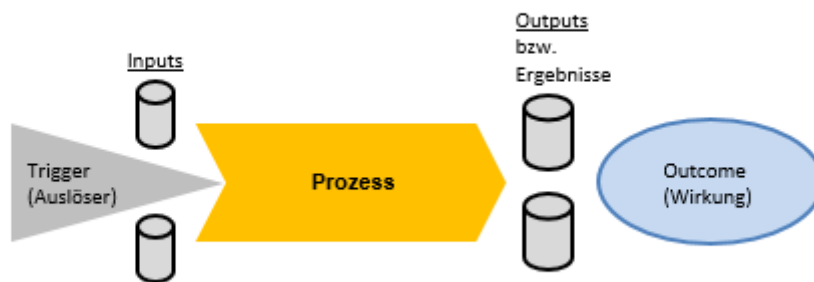 Inputs
Outputs
bzw.
Ergebnisse
Trigger
(Auslöser)
Prozess
Outcome
(Wirkung)